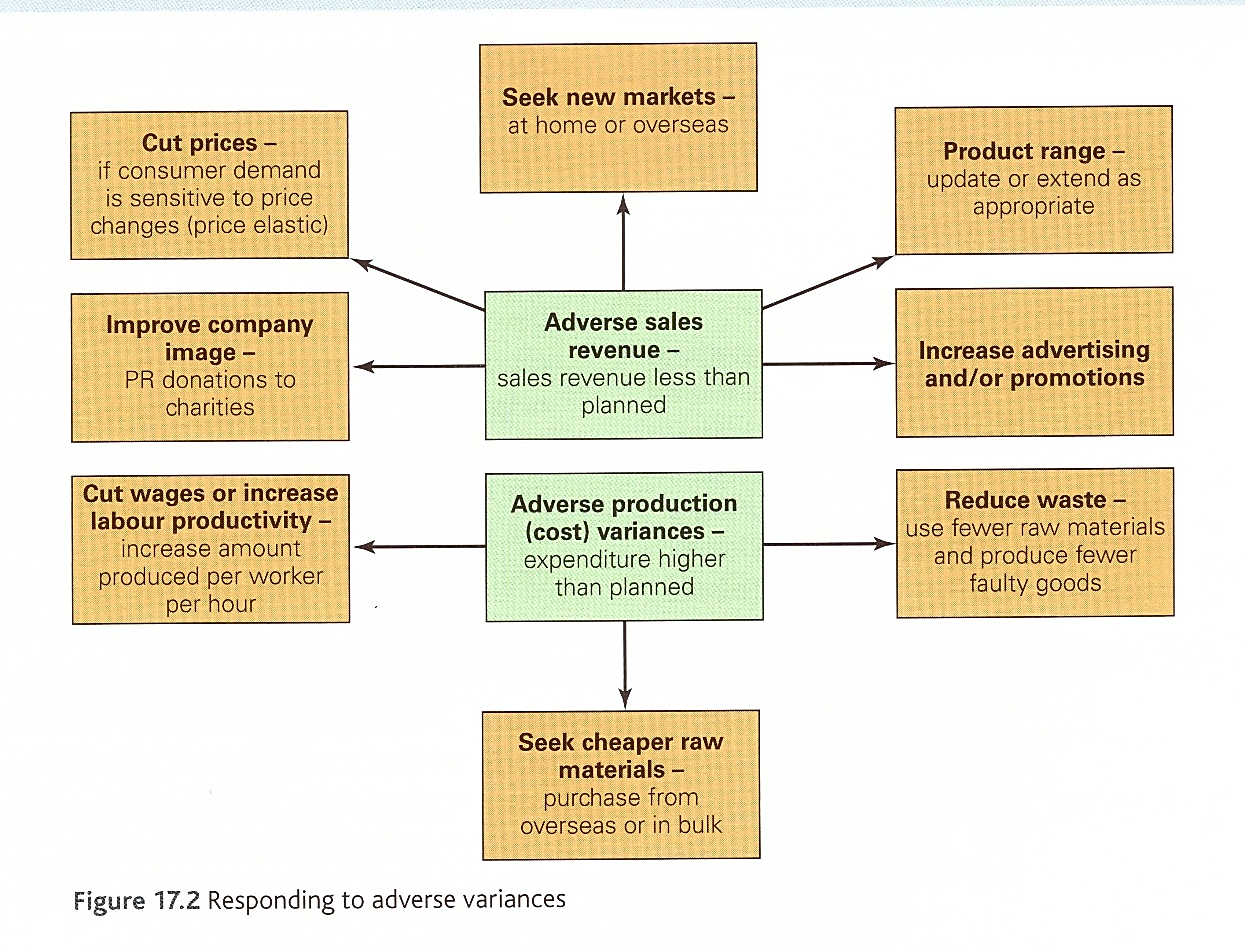 Seek new markets –
at home or overseas
Cut prices –
if consumer demand
is sensitive to price
changes (price elastic)
Product range –
update or extend as
appropriate
Improve company
image –
PR donations to
charities
Adverse sales
revenue –
sales revenue less than
planned
Increase advertising
and/or promotions
Cut wages or increase
labour productivity –
increase amount
produced per worker
per hour
Adverse production
(cost) variances –
expenditure higher
than planned
Reduce waste –
use fewer raw materials
and produce fewer
faulty goods
Seek cheaper raw
materials –
purchase from
overseas or in bulk
Figure 17.2 Responding to adverse variances